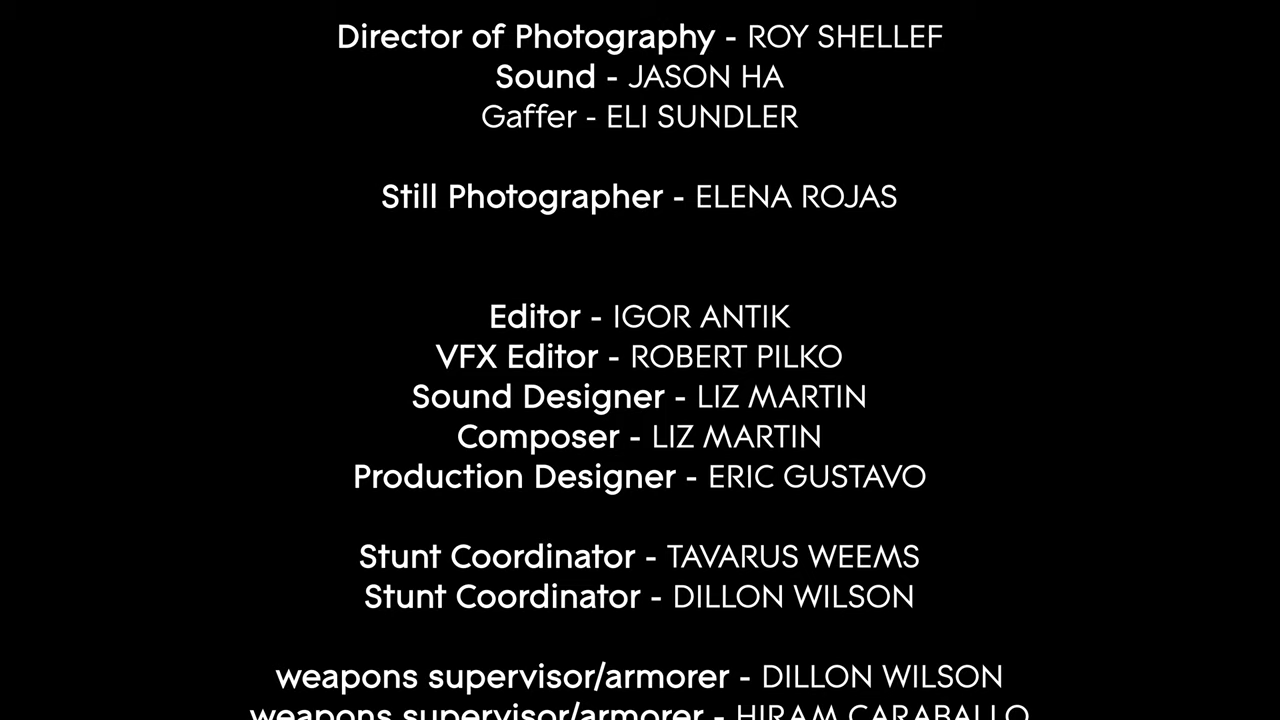 Director of Photography - ROY SHELLEF
Sound - JASON HA
Gaffer - ELI SUNDLER
Still Photographer - ELENA ROJAS
Editor - IGOR ANTIK
VFX Editor - ROBERT PILKO
Sound Designer - LIZ MARTIN
Composer - LIZ MARTIN
Production Designer - ERIC GUSTAVO
Stunt Coordinator - TAVARUS WEEMS
Stunt Coordinator - DILLON WILSON
weapons supervisor/armorer - DILLON WILSON
weapons supervisor/armorer - HIRAM CARABALLO